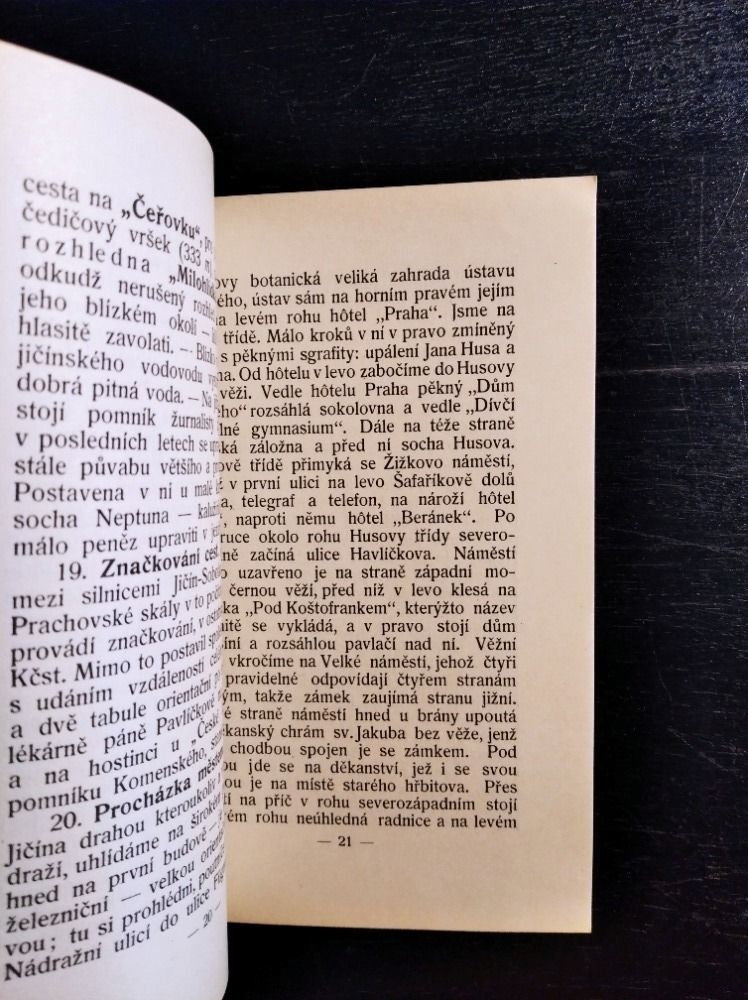 cesta na „Čeřovku“,
čedičový vršek (333 m)
rozhledna
odkudž nerušený
jeho blízkém okolí —
hlasitě zavolati. —
jičínského vodovodu
dobrá pitná voda. — Na
stojí pomník žurnalisty
v posledních letech se
stále půvabu většího a
Postavena v ní u malé
socha Neptuna —
málo peněz upraviti v
19. Značkování cest
mezi silnicemi
Prachovské skály v to
provádí značkování, v
Kčst. Mimo to postavil
s udáním vzdáleností
a dvě tabule orientační
lékárně páně Pavlíčkově
a na hostinci u „České
pomníku Komenského,
20. Procházka
Jičína drahou kteroukoliv
draží, uhlídáme na širokém
hned na první budově
železniční — velkou
vou; tu si prohlédni,
Nádražní ulicí do ulice
— 20 —
botanická veliká zahrada ústavu
ústav sám na horním pravém jejím
levém rohu hôtel „Praha“. Jsme na
třídě. Málo kroků v ní v pravo zmíněný
s pěknými sgrafity: upálení Jana Husa a
Od hôtelu v levo zabočíme do Husovy
věži. Vedle hôtelu Praha pěkný „Dům
rozsáhlá sokolovna a vedle „Dívčí
gymnasium“. Dále na téže straně
záložna a před ní socha Husova.
třídě přimyká se Žižkovo náměstí,
v první ulici na levo Šafaříkově dolů
telegraf a telefon, na nároží hôtel
naproti němu hôtel „Beránek“. Po
okolo rohu Husovy třídy severo-
začíná ulice Havlíčkova. Náměstí
uzavřeno je na straně západní mo-
černou věží, před níž v levo klesá na
„Pod Koštofrankem“, kterýžto název
se vykládá, a v pravo stojí dům
a rozsáhlou pavlačí nad ní. Věžní
vkročíme na Velké náměstí, jehož čtyři
pravidelné odpovídají čtyřem stranám
takže zámek zaujímá stranu jižní.
straně náměstí hned u brány upoutá
chrám sv. Jakuba bez věže, jenž
chodbou spojen je se zámkem. Pod
jde se na děkanství, jež i se svou
je na místě starého hřbitova. Přes
na příč v rohu severozápadním stojí
rohu neúhledná radnice a na levém
— 21 —